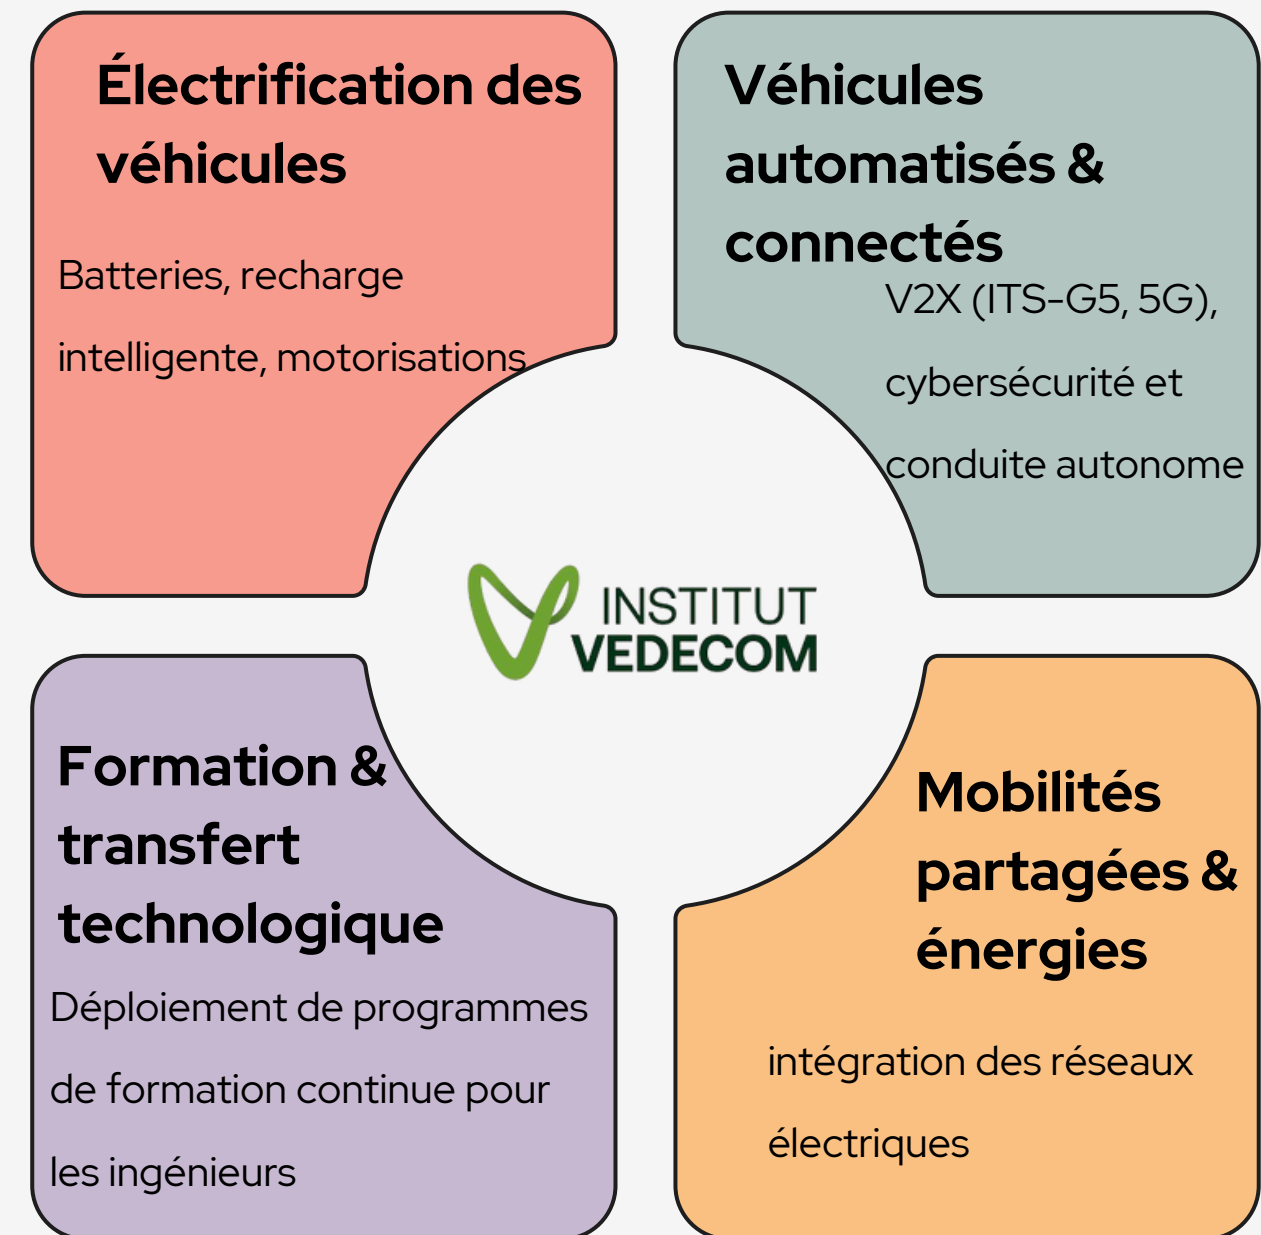 Électrification des
véhicules
Batteries, recharge
intelligente, motorisations
Véhicules
automatisés &
connectés
V2X (ITS-G5, 5G),
cybersécurité et
conduite autonome
INSTITUT
VEDECOM
Formation &
transfert
technologique
Déploiement de programmes
de formation continue pour
les ingénieurs
Mobilités
partagées &
énergies
intégration des réseaux
électriques